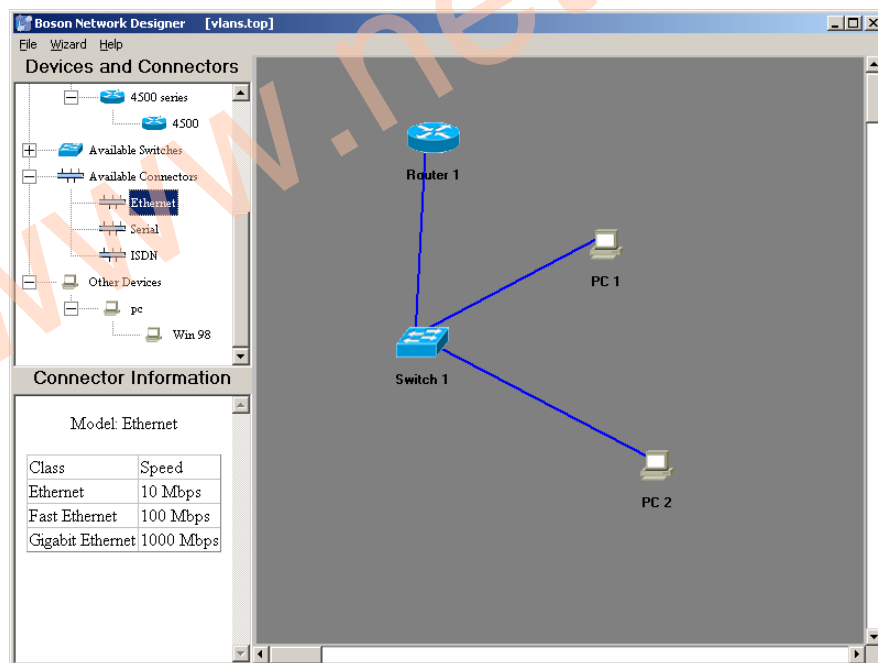 Boson Network Designer [vlans.top]
File Wizard Help
Devices and Connectors
4500 series
4500
Available Switches
Available Connectors
Ethernet
Serial
ISDN
Other Devices
pc
Win 98
Connector Information
Model: Ethernet
Class Speed
Ethernet 10 Mbps
Fast Ethernet 100 Mbps
Gigabit Ethernet 1000 Mbps
Router 1
PC 1
Switch 1
PC 2
www.ne